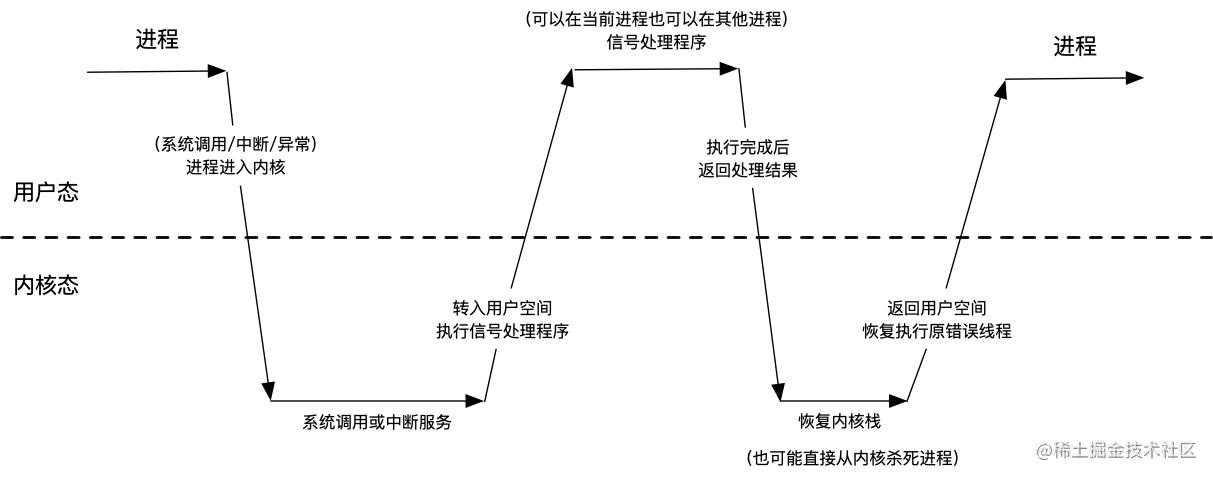 (可以在当前进程也可以在其他进程)
信号处理程序
进程
进程
(系统调用/中断/异常)
进程进入内核
执行完成后
返回处理结果
用户态
内核态
转入用户空间
执行信号处理程序
返回用户空间
恢复执行原错误线程
系统调用或中断服务
恢复内核栈
(也可能直接从内核杀死进程)
@稀土掘金技术社区